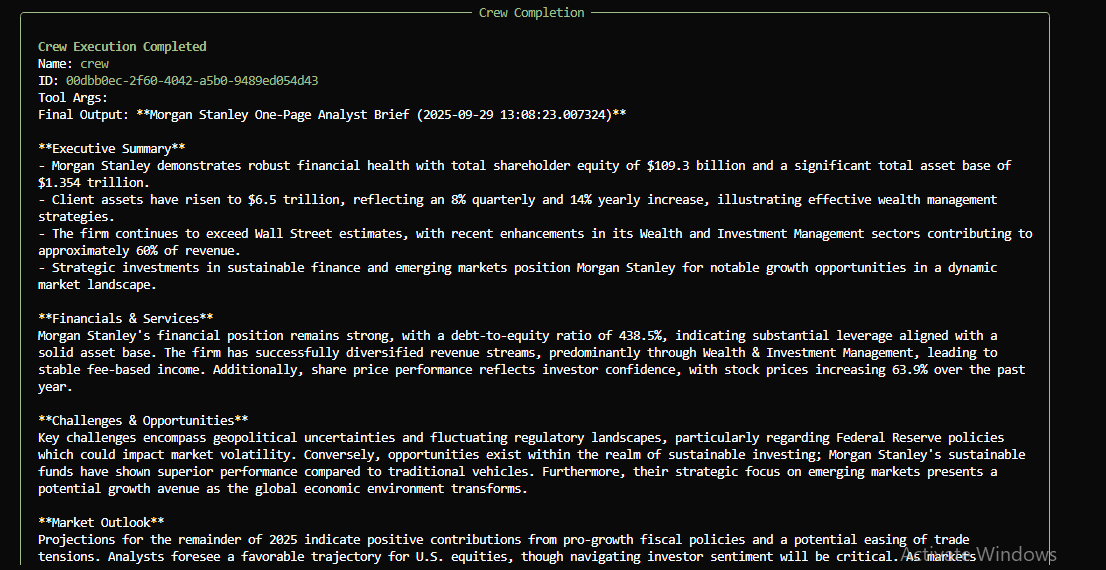 Crew Completion
Crew Execution Completed
Name: crew
ID: 00dbb0ec-2f60-4042-a5b0-9489ed054d43
Tool Args:
Final Output: **Morgan Stanley One-Page Analyst Brief (2025-09-29 13:08:23.007324)**
**Executive Summary**
- Morgan Stanley demonstrates robust financial health with total shareholder equity of $109.3 billion and a significant total asset base of
$1.354 trillion.
- Client assets have risen to $6.5 trillion, reflecting an 8% quarterly and 14% yearly increase, illustrating effective wealth management
strategies.
- The firm continues to exceed Wall Street estimates, with recent enhancements in its Wealth and Investment Management sectors contributing to
approximately 60% of revenue.
- Strategic investments in sustainable finance and emerging markets position Morgan Stanley for notable growth opportunities in a dynamic
market landscape.
**Financials & Services**
Morgan Stanley's financial position remains strong, with a debt-to-equity ratio of 438.5%, indicating substantial leverage aligned with a
solid asset base. The firm has successfully diversified revenue streams, predominantly through Wealth & Investment Management, leading to
stable fee-based income. Additionally, share price performance reflects investor confidence, with stock prices increasing 63.9% over the past
year.
**Challenges & Opportunities**
Key challenges encompass geopolitical uncertainties and fluctuating regulatory landscapes, particularly regarding Federal Reserve policies
which could impact market volatility. Conversely, opportunities exist within the realm of sustainable investing; Morgan Stanley's sustainable
funds have shown superior performance compared to traditional vehicles. Furthermore, their strategic focus on emerging markets presents a
potential growth avenue as the global economic environment transforms.
**Market Outlook**
Projections for the remainder of 2025 indicate positive contributions from pro-growth fiscal policies and a potential easing of trade
tensions. Analysts foresee a favorable trajectory for U.S. equities, though navigating investor sentiment will be critical. As markets
Activate Windows